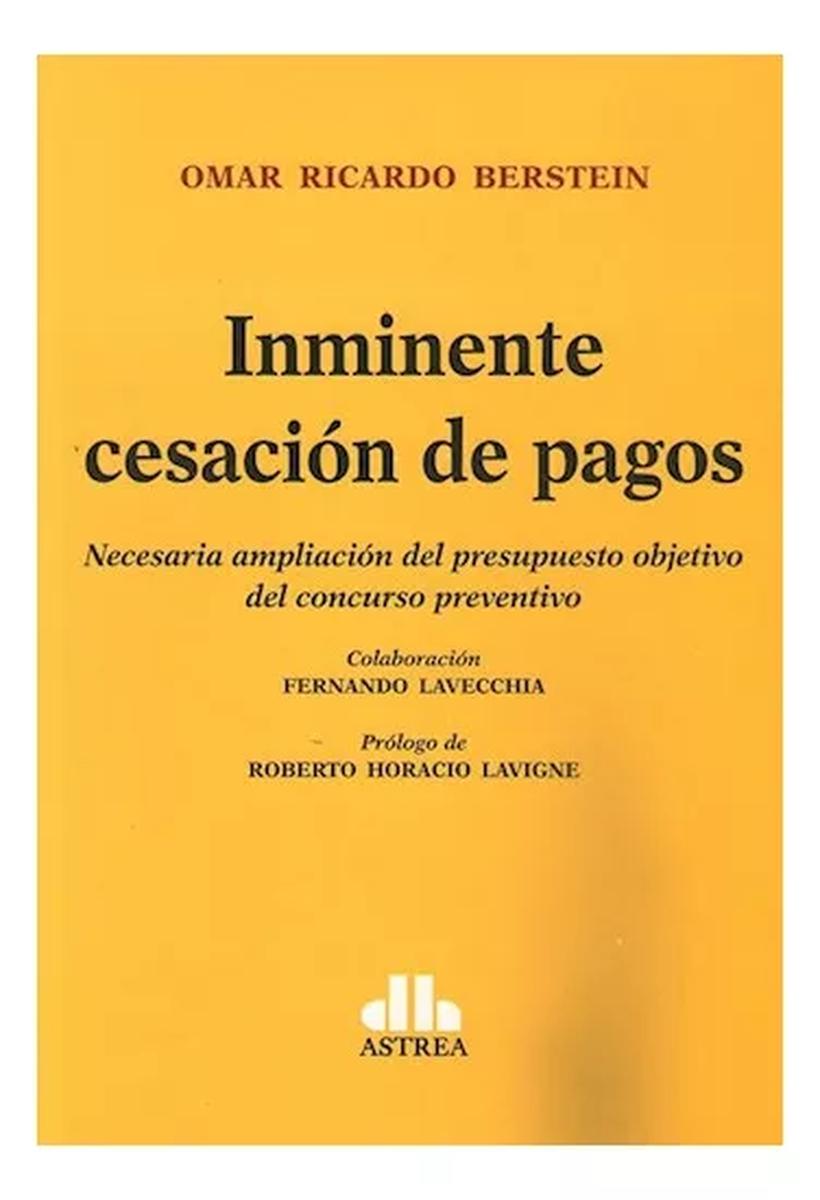 OMAR RICARDO BERSTEIN
Inminente
cesación de pagos
Necesaria ampliación del presupuesto objetivo
del concurso preventivo
Colaboración
FERNANDO LAVECCHIA
Prólogo de
ROBERTO HORACIO LAVIGNE
ASTREA